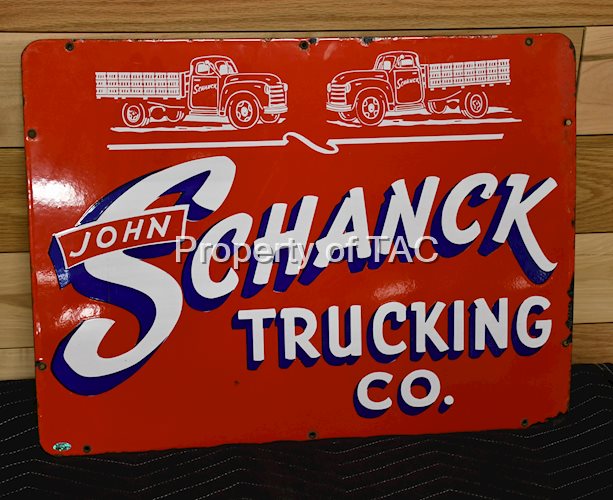 SCHANCK SCHANCK
JOHN
SCHANCK
Property of TAC
TRUCKING
CO.